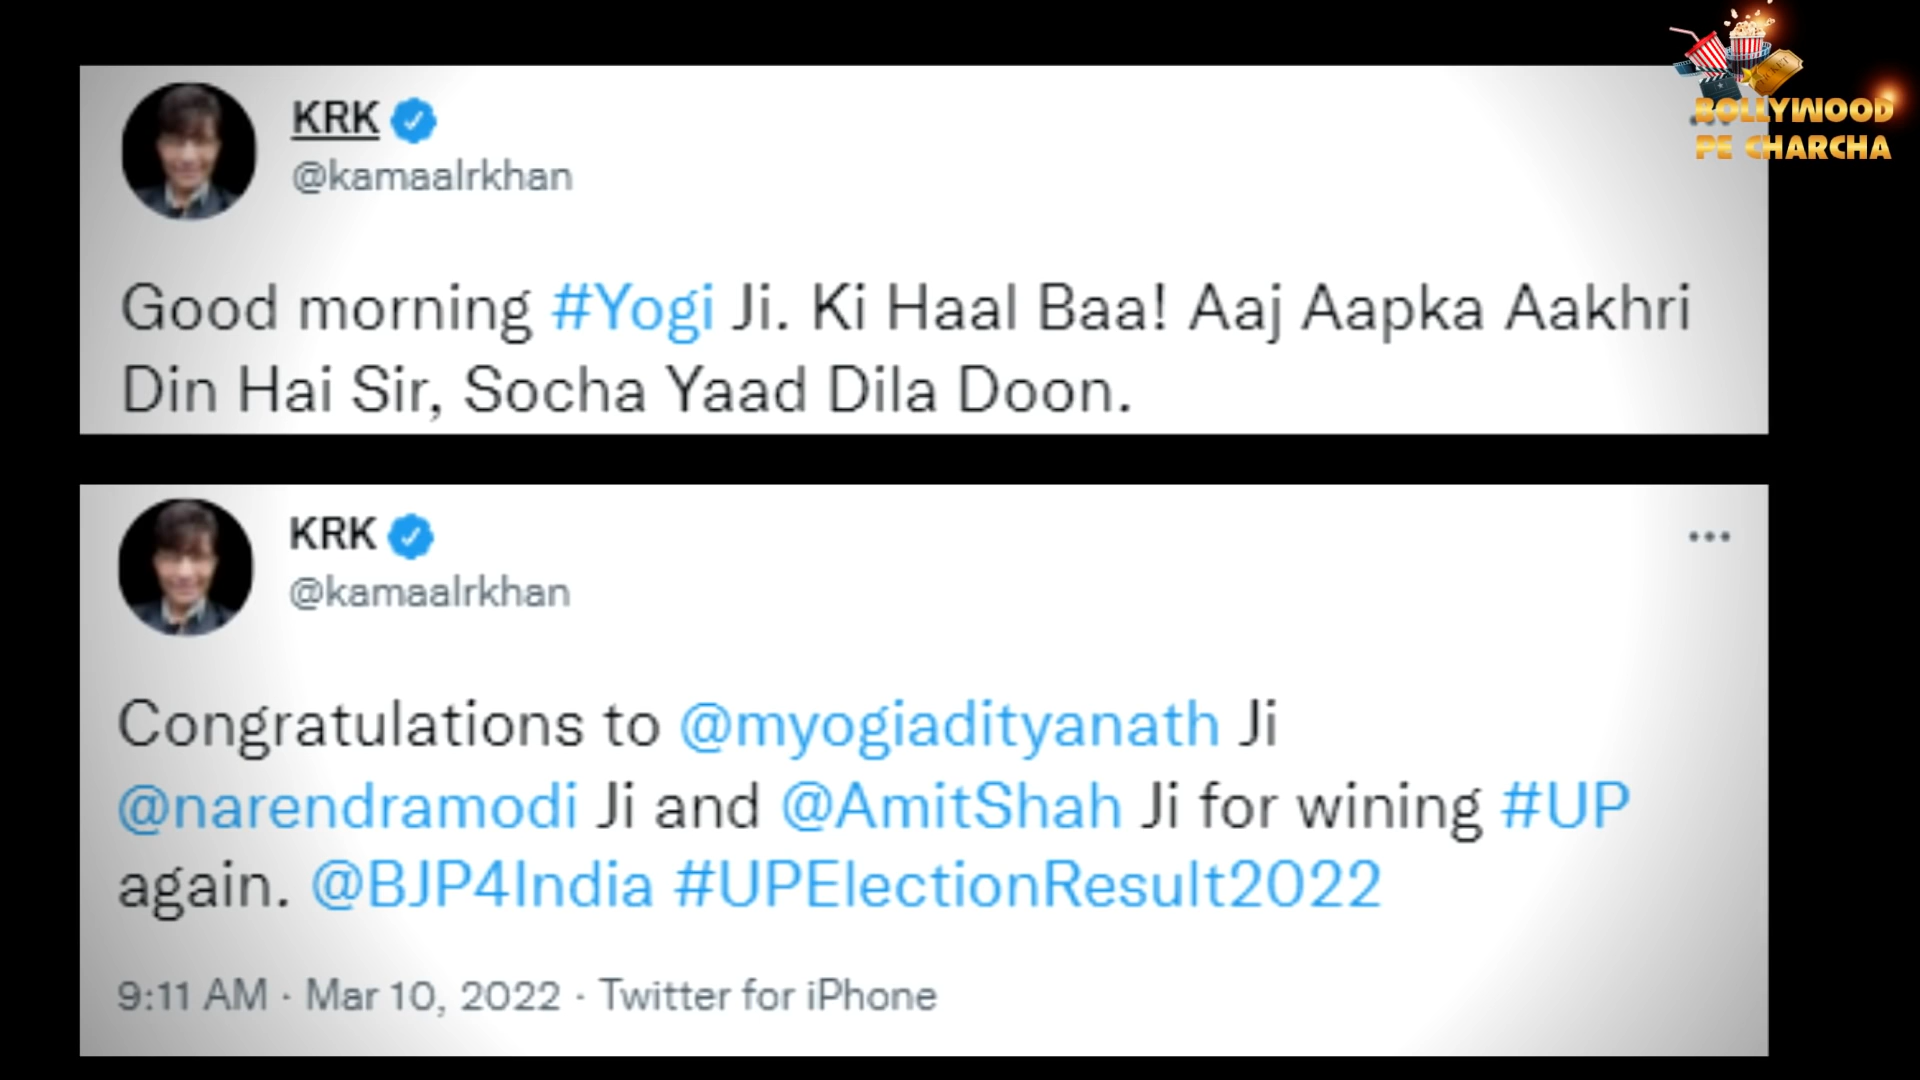 BOLLYWOOD
PE CHARCHA
KRK
@kamaalrkhan
Good morning #Yogi Ji. Ki Haal Baa! Aaj Aapka Aakhri
Din Hai Sir, Socha Yaad Dila Doon.
KRK
@kamaalrkhan
Congratulations to @myogiadityanath Ji
@narendramodi Ji and @AmitShah Ji for wining #UP
again. @BJP4India #UPElectionResult2022
9:11 AM · Mar 10, 2022 · Twitter for iPhone